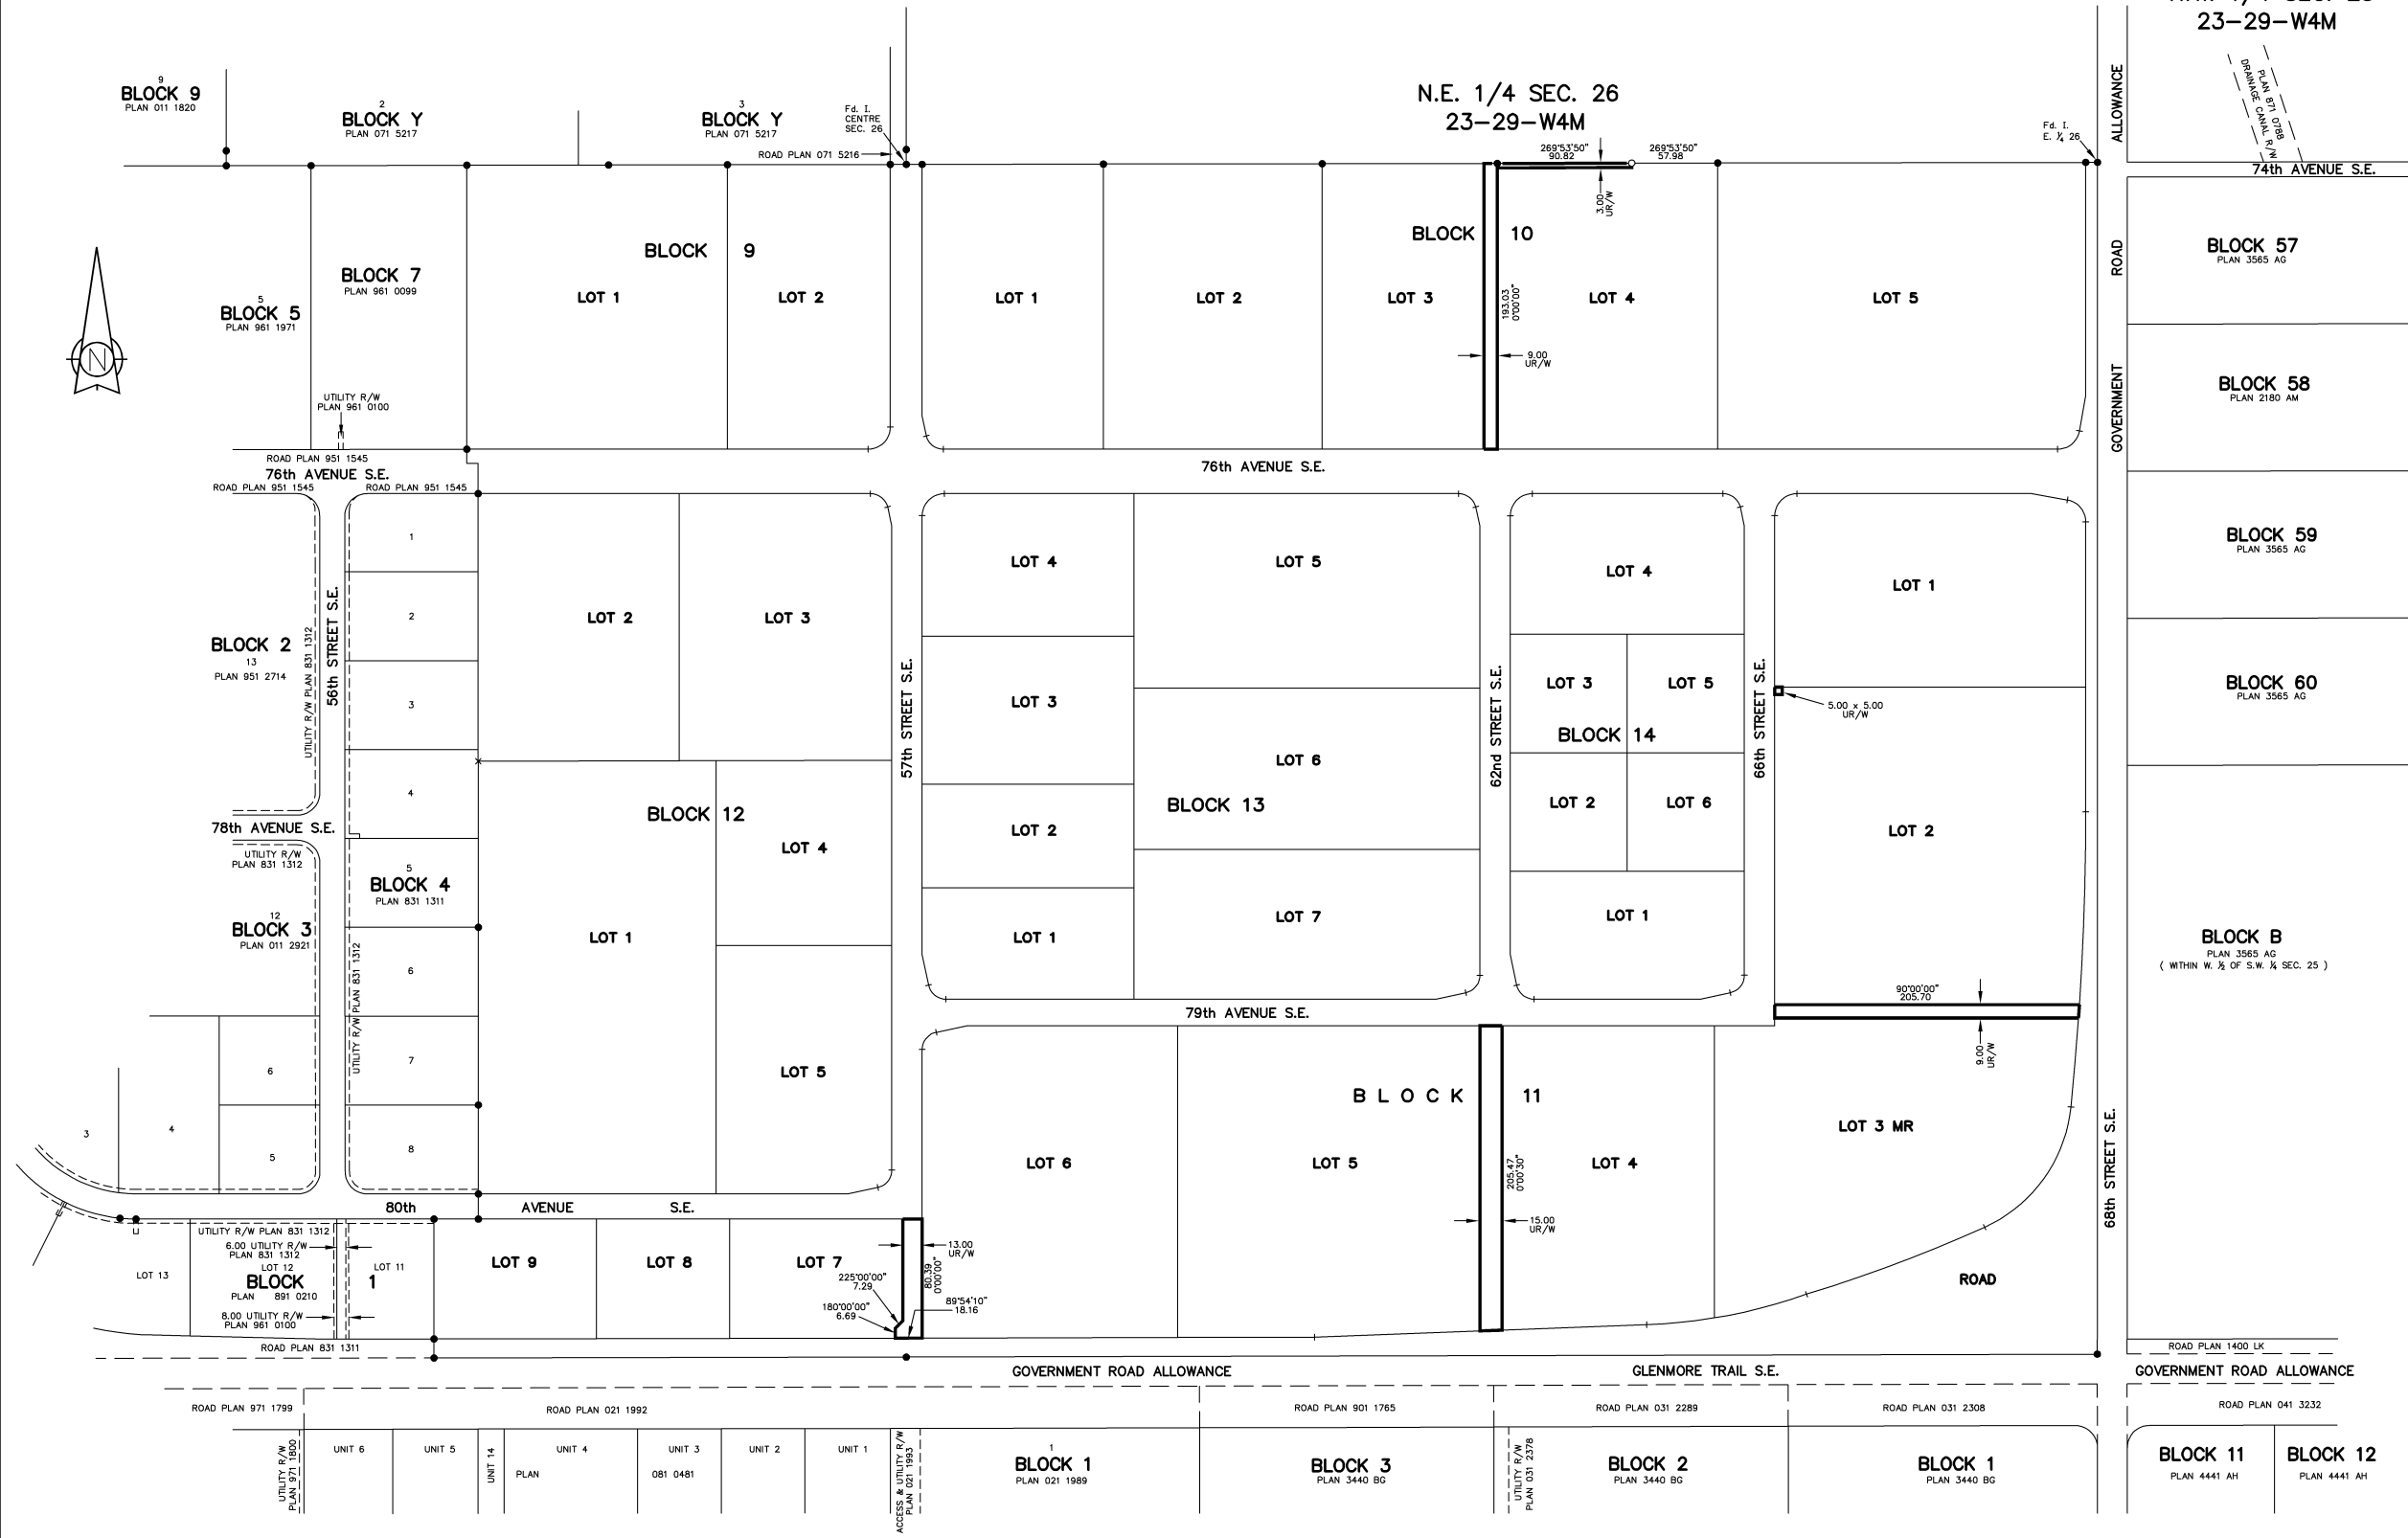 23-29-W4M
9
BLOCK 9
PLAN 011 1820
2
BLOCK Y
PLAN 071 5217
3
BLOCK Y
PLAN 071 5217
Fd. I.
CENTRE
SEC. 26
ROAD PLAN 071 5216
N.E. 1/4 SEC. 26
23-29-W4M
269°53'50"
90.82
269°53'50"
57.98
3.00
UR/W
Fd. I.
E. ¼ 26
ALLOWANCE
ROAD
GOVERNMENT
PLAN 871 0788
DRAINAGE CANAL R/W
74th AVENUE S.E.
5
BLOCK 5
PLAN 961 1971
BLOCK 7
PLAN 961 0099
N
UTILITY R/W
PLAN 961 0100
BLOCK 9
LOT 1
LOT 2
BLOCK 10
LOT 1
LOT 2
LOT 3
193.03
0°00'00"
9.00
UR/W
LOT 4
LOT 5
BLOCK 57
PLAN 3565 AG
BLOCK 58
PLAN 2180 AM
BLOCK 59
PLAN 3565 AG
BLOCK 60
PLAN 3565 AG
BLOCK B
PLAN 3565 AG
( WITHIN W. ½ OF S.W. ¼ SEC. 25 )
ROAD PLAN 951 1545
76th AVENUE S.E.
ROAD PLAN 951 1545
ROAD PLAN 951 1545
76th AVENUE S.E.
BLOCK 2
13
PLAN 951 2714
UTILITY R/W PLAN 831 1312
56th STREET S.E.
1
2
3
4
78th AVENUE S.E.
UTILITY R/W
PLAN 831 1312
5
BLOCK 4
PLAN 831 1311
12
BLOCK 3
PLAN 011 2921
UTILITY R/W PLAN 831 1312
6
7
8
6
5
4
3
LOT 2
LOT 3
BLOCK 12
LOT 4
LOT 1
LOT 5
57th STREET S.E.
LOT 4
LOT 5
LOT 3
LOT 6
BLOCK 13
LOT 2
LOT 7
LOT 1
62nd STREET S.E.
LOT 4
LOT 3
LOT 5
BLOCK 14
LOT 2
LOT 6
LOT 1
66th STREET S.E.
LOT 1
5.00 x 5.00
UR/W
LOT 2
90°00'00"
205.70
9.00
UR/W
79th AVENUE S.E.
BLOCK 11
LOT 6
LOT 5
205.47
0°00'30"
15.00
UR/W
LOT 4
LOT 3 MR
ROAD
68th STREET S.E.
80th AVENUE S.E.
UTILITY R/W PLAN 831 1312
6.00 UTILITY R/W
PLAN 831 1312
LOT 13
LOT 12
LOT 11
BLOCK 1
PLAN 891 0210
8.00 UTILITY R/W
PLAN 961 0100
LOT 9
LOT 8
LOT 7
13.00
UR/W
80.39
0°00'00"
225°00'00"
7.29
180°00'00"
6.69
89°54'10"
18.16
ROAD PLAN 831 1311
GOVERNMENT ROAD ALLOWANCE
GLENMORE TRAIL S.E.
ROAD PLAN 1400 LK
GOVERNMENT ROAD ALLOWANCE
ROAD PLAN 971 1799
ROAD PLAN 021 1992
ROAD PLAN 901 1765
ROAD PLAN 031 2289
ROAD PLAN 031 2308
ROAD PLAN 041 3232
UTILITY R/W
PLAN 971 1800
UNIT 6
UNIT 5
UNIT 14
UNIT 4
UNIT 3
UNIT 2
UNIT 1
PLAN 081 0481
ACCESS & UTILITY R/W
PLAN 021 1993
1
BLOCK 1
PLAN 021 1989
BLOCK 3
PLAN 3440 BG
UTILITY R/W
PLAN 031 2378
BLOCK 2
PLAN 3440 BG
BLOCK 1
PLAN 3440 BG
BLOCK 11
PLAN 4441 AH
BLOCK 12
PLAN 4441 AH